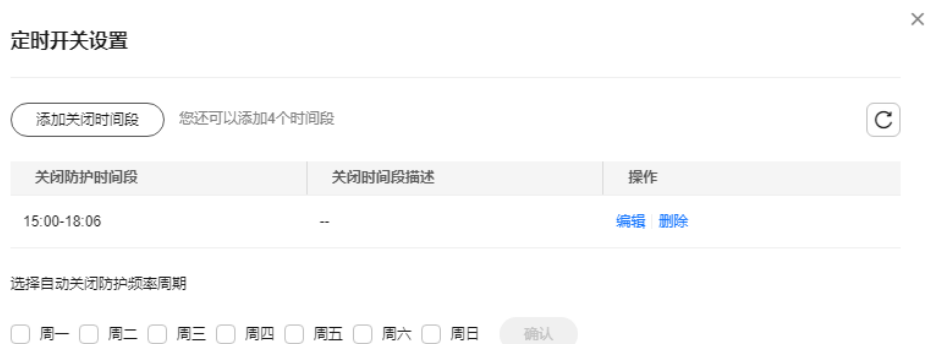 定时开关设置
添加关闭时间段 您还可以添加4个时间段
关闭防护时间段 关闭时间段描述 操作
15:00-18:06 -- 编辑 删除
选择自动关闭防护频率周期
周一 周二 周三 周四 周五 周六 周日 确认